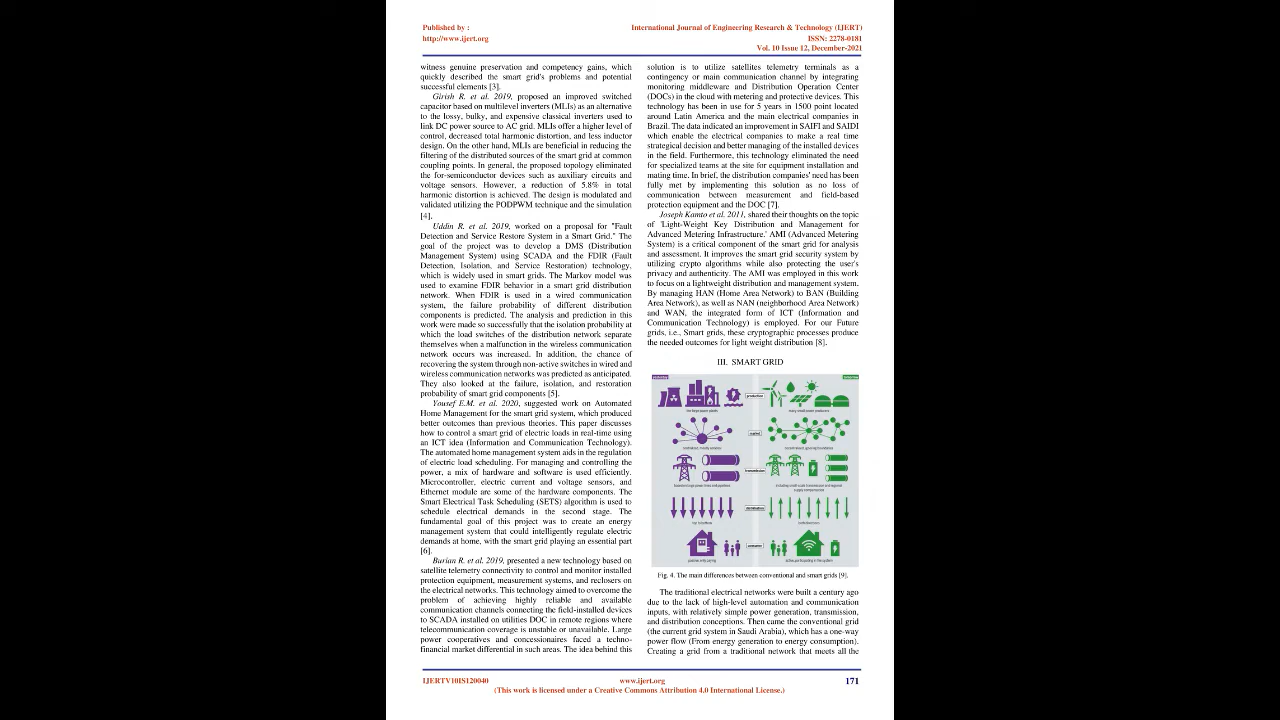 Published by :
http://www.ijert.org
International Journal of Engineering Research & Technology (IJERT)
ISSN: 2278-0181
Vol. 10 Issue 12, December-2021
witness genuine preservation and competency gains, which
quickly described the smart grid's problems and potential
successful elements [3].
Girish R. et al. 2019, proposed an improved switched
capacitor based on multilevel inverters (MLIs) as an alternative
to the lossy, bulky, and expensive classical inverters used to
link DC power source to AC grid. MLIs offer a higher level of
control, decreased total harmonic distortion, and less inductor
design. On the other hand, MLIs are beneficial in reducing the
filtering of the distributed sources of the smart grid at common
coupling points. In general, the proposed topology eliminated
the for-semiconductor devices such as auxiliary circuits and
voltage sensors. However, a reduction of 5.8% in total
harmonic distortion is achieved. The design is modulated and
validated utilizing the PODPWM technique and the simulation
[4].
Uddin R. et al. 2019, worked on a proposal for "Fault
Detection and Service Restore System in a Smart Grid." The
goal of the project was to develop a DMS (Distribution
Management System) using SCADA and the FDIR (Fault
Detection, Isolation, and Service Restoration) technology,
which is widely used in smart grids. The Markov model was
used to examine FDIR behavior in a smart grid distribution
network. When FDIR is used in a wired communication
system, the failure probability of different distribution
components is predicted. The analysis and prediction in this
work were made so successfully that the isolation probability at
which the load switches of the distribution network separate
themselves when a malfunction in the wireless communication
network occurs was increased. In addition, the chance of
recovering the system through non-active switches in wired and
wireless communication networks was predicted as anticipated.
They also looked at the failure, isolation, and restoration
probability of smart grid components [5].
Yousef E.M. et al. 2020, suggested work on Automated
Home Management for the smart grid system, which produced
better outcomes than previous theories. This paper discusses
how to control a smart grid of electric loads in real-time using
an ICT idea (Information and Communication Technology).
The automated home management system aids in the regulation
of electric load scheduling. For managing and controlling the
power, a mix of hardware and software is used efficiently.
Microcontroller, electric current and voltage sensors, and
Ethernet module are some of the hardware components. The
Smart Electrical Task Scheduling (SETS) algorithm is used to
schedule electrical demands in the second stage. The
fundamental goal of this project was to create an energy
management system that could intelligently regulate electric
demands at home, with the smart grid playing an essential part
[6].
Burian R. et al. 2019, presented a new technology based on
satellite telemetry connectivity to control and monitor installed
protection equipment, measurement systems, and reclosers on
the electrical networks. This technology aimed to overcome the
problem of achieving highly reliable and available
communication channels connecting the field-installed devices
to SCADA installed on utilities DOC in remote regions where
telecommunication coverage is unstable or unavailable. Large
power cooperatives and concessionaires faced a techno-
financial market differential in such areas. The idea behind this
solution is to utilize satellites telemetry terminals as a
contingency or main communication channel by integrating
monitoring middleware and Distribution Operation Center
(DOCs) in the cloud with metering and protective devices. This
technology has been in use for 5 years in 1500 point located
around Latin America and the main electrical companies in
Brazil. The data indicated an improvement in SAIFI and SAIDI
which enable the electrical companies to make a real time
strategical decision and better managing of the installed devices
in the field. Furthermore, this technology eliminated the need
for specialized teams at the site for equipment installation and
mating time. In brief, the distribution companies' need has been
fully met by implementing this solution as no loss of
communication between measurement and field-based
protection equipment and the DOC [7].
Joseph Kamto et al. 2011, shared their thoughts on the topic
of 'Light-Weight Key Distribution and Management for
Advanced Metering Infrastructure.' AMI (Advanced Metering
System) is a critical component of the smart grid for analysis
and assessment. It improves the smart grid security system by
utilizing crypto algorithms while also protecting the user's
privacy and authenticity. The AMI was employed in this work
to focus on a lightweight distribution and management system.
By managing HAN (Home Area Network) to BAN (Building
Area Network), as well as NAN (neighborhood Area Network)
and WAN, the integrated form of ICT (Information and
Communication Technology) is employed. For our Future
grids, i.e., Smart grids, these cryptographic processes produce
the needed outcomes for light weight distribution [8].
III. SMART GRID
production
transmission
distribution
Fig. 4. The main differences between conventional and smart grids [9].
The traditional electrical networks were built a century ago
due to the lack of high-level automation and communication
inputs, with relatively simple power generation, transmission,
and distribution conceptions. Then came the conventional grid
(the current grid system in Saudi Arabia), which has a one-way
power flow (From energy generation to energy consumption).
Creating a grid from a traditional network that meets all the
IJERTV10IS120040
www.ijert.org
171
(This work is licensed under a Creative Commons Attribution 4.0 International License.)